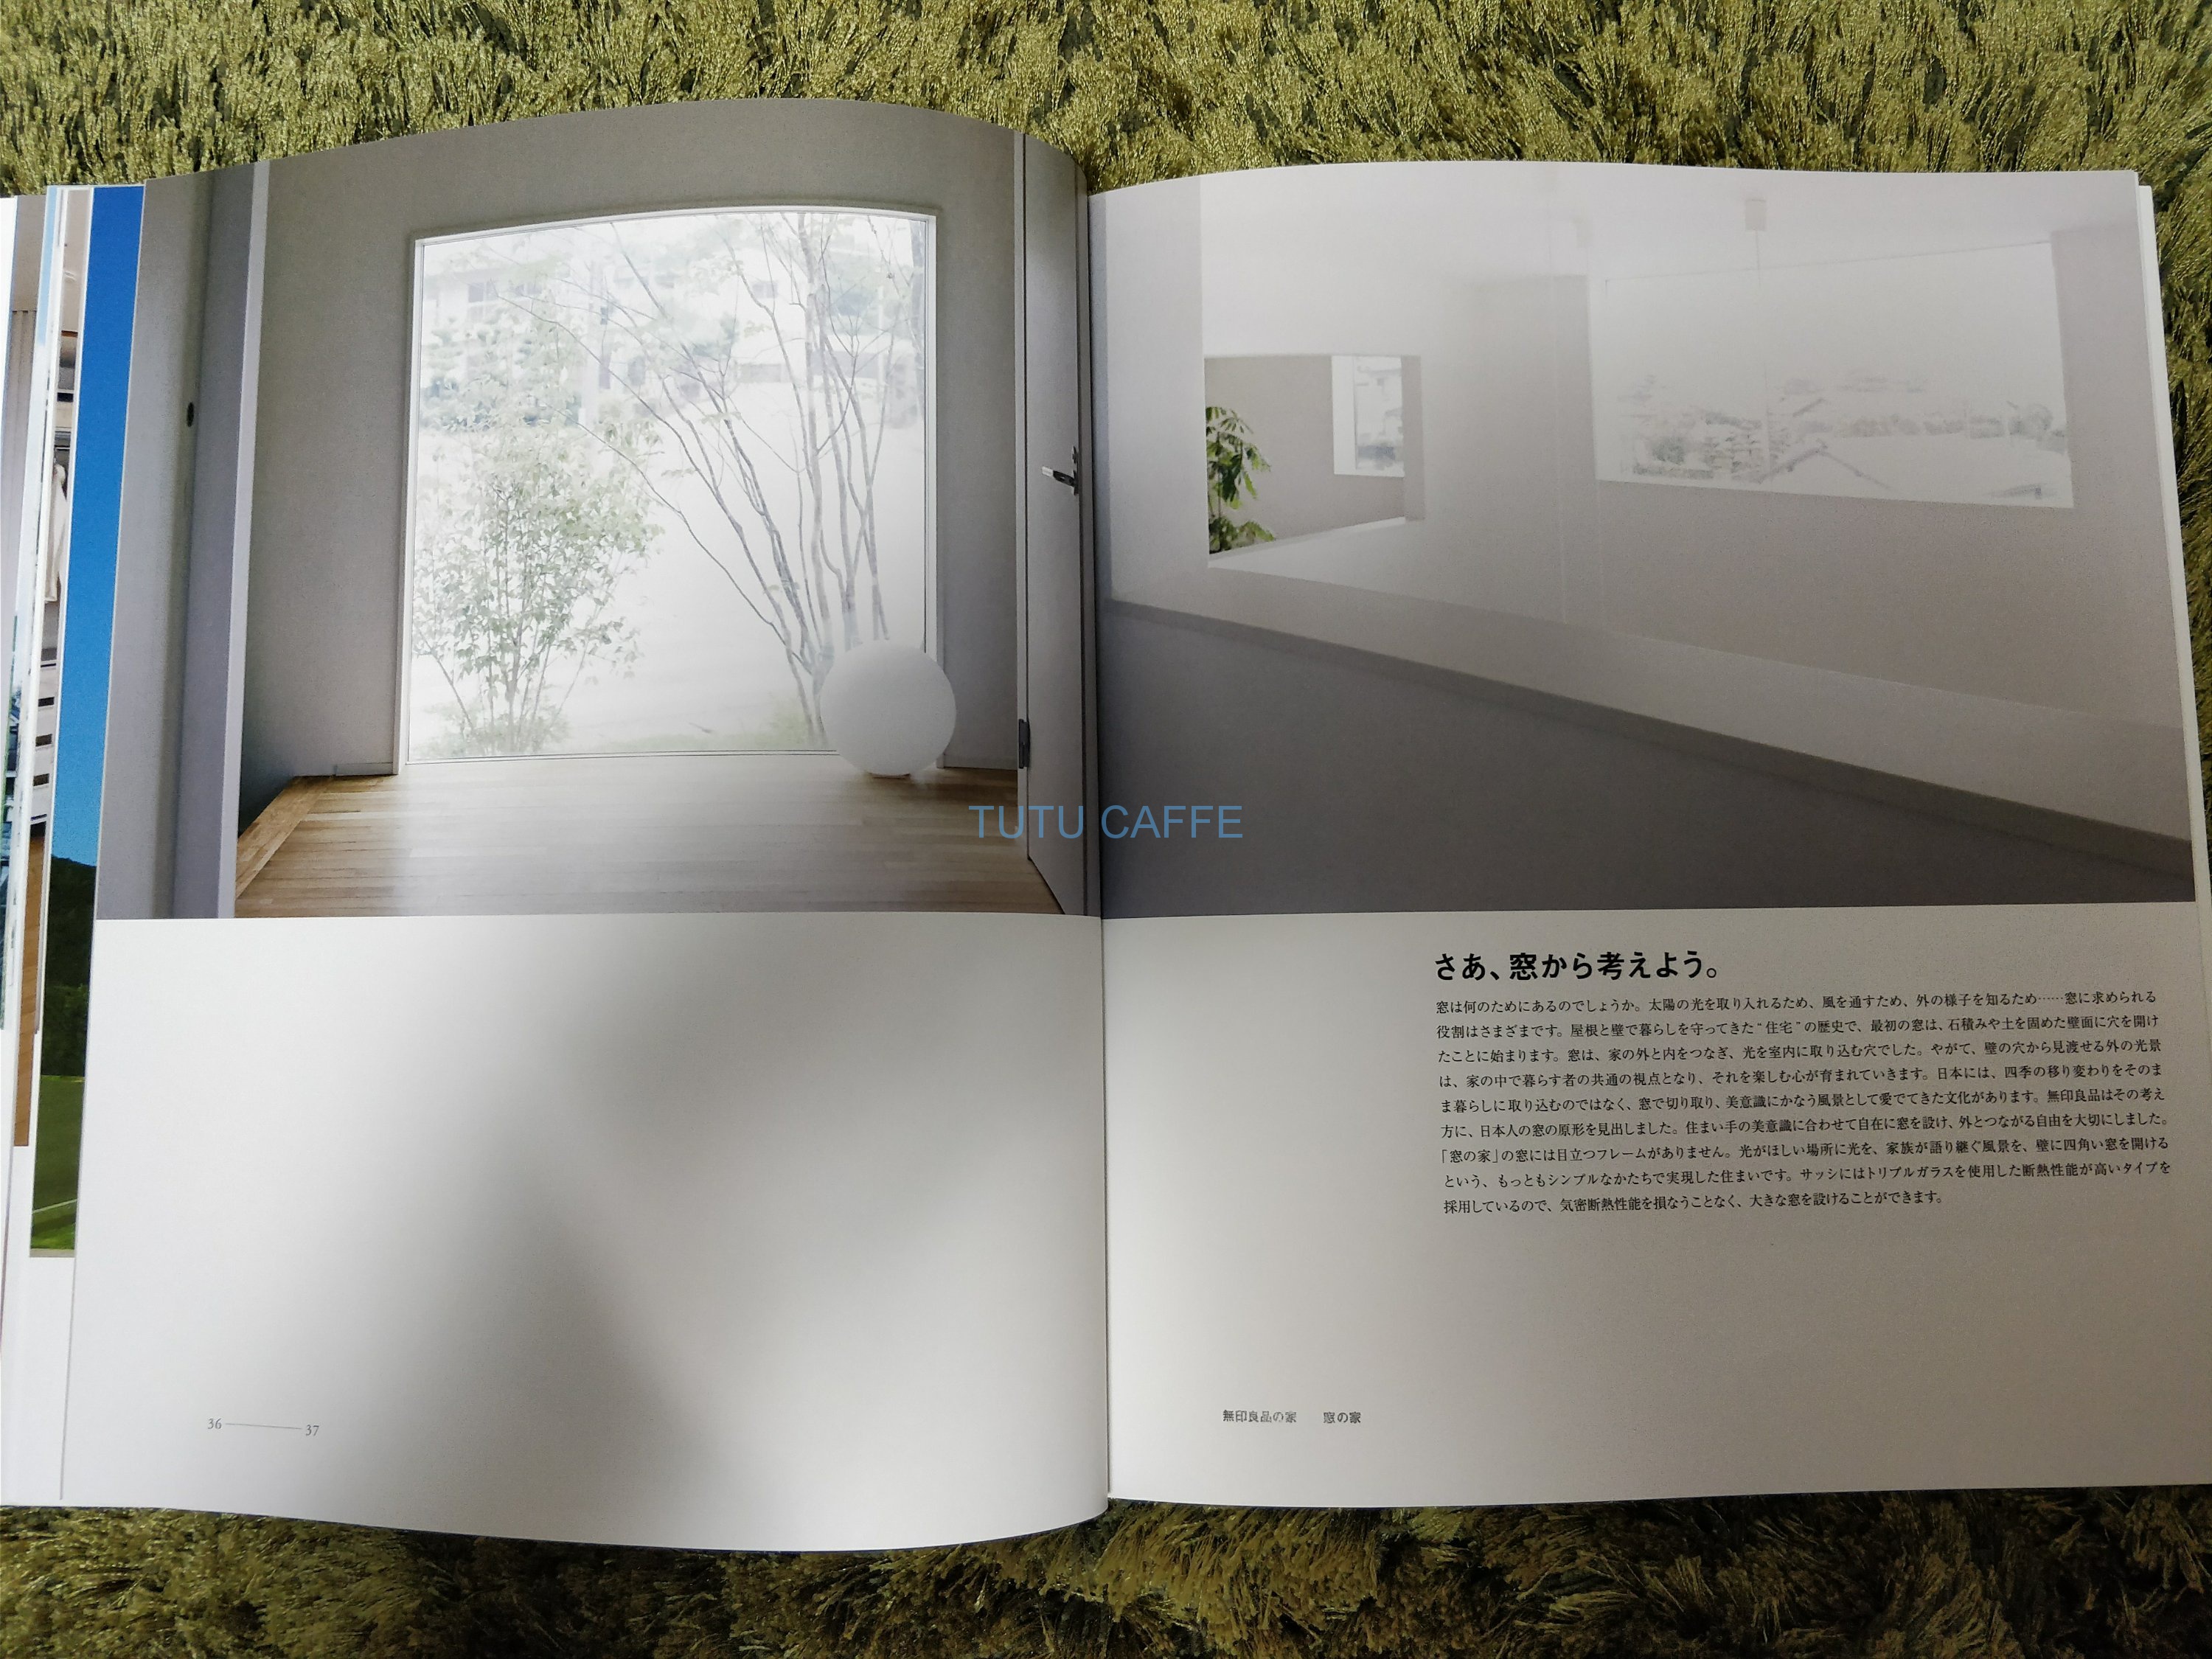 TUTU CAFFE
さあ、窓から考えよう。
窓は何のためにあるのでしょうか。太陽の光を取り入れるため、風を通すため、外の様子を知るため……窓に求められる
役割はさまざまです。屋根と壁で暮らしを守ってきた“住宅”の歴史で、最初の窓は、石積みや土を固めた壁面に穴を開け
たことに始まります。窓は、家の外と内をつなぎ、光を室内に取り込む穴でした。やがて、壁の穴から見渡せる外の光景
は、家の中で暮らす者の共通の視点となり、それを楽しむ心が育まれていきます。日本には、四季の移り変わりをそのま
ま暮らしに取り込むのではなく、窓で切り取り、美意識にかなう風景として愛でてきた文化があります。無印良品はその考え
方に、日本人の窓の原形を見出しました。住まい手の美意識に合わせて自在に窓を設け、外とつながる自由を大切にしました。
「窓の家」の窓には目立つフレームがありません。光がほしい場所に光を、家族が語り継ぐ風景を、壁に四角い窓を開ける
という、もっともシンプルなかたちで実現した住まいです。サッシにはトリプルガラスを使用した断熱性能が高いタイプを
採用しているので、気密断熱性能を損なうことなく、大きな窓を設けることができます。
36 37
無印良品の家 窓の家